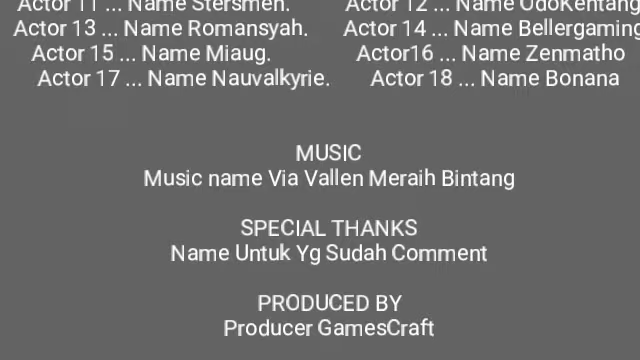 Actor 11 ... Name Stersmen. Actor 12 ... Name OdoKentang
Actor 13 ... Name Romansyah. Actor 14 ... Name Bellergaming
Actor 15 ... Name Miaug. Actor16 ... Name Zenmatho
Actor 17 ... Name Nauvalkyrie. Actor 18 ... Name Bonana
MUSIC
Music name Via Vallen Meraih Bintang
SPECIAL THANKS
Name Untuk Yg Sudah Comment
PRODUCED BY
Producer GamesCraft